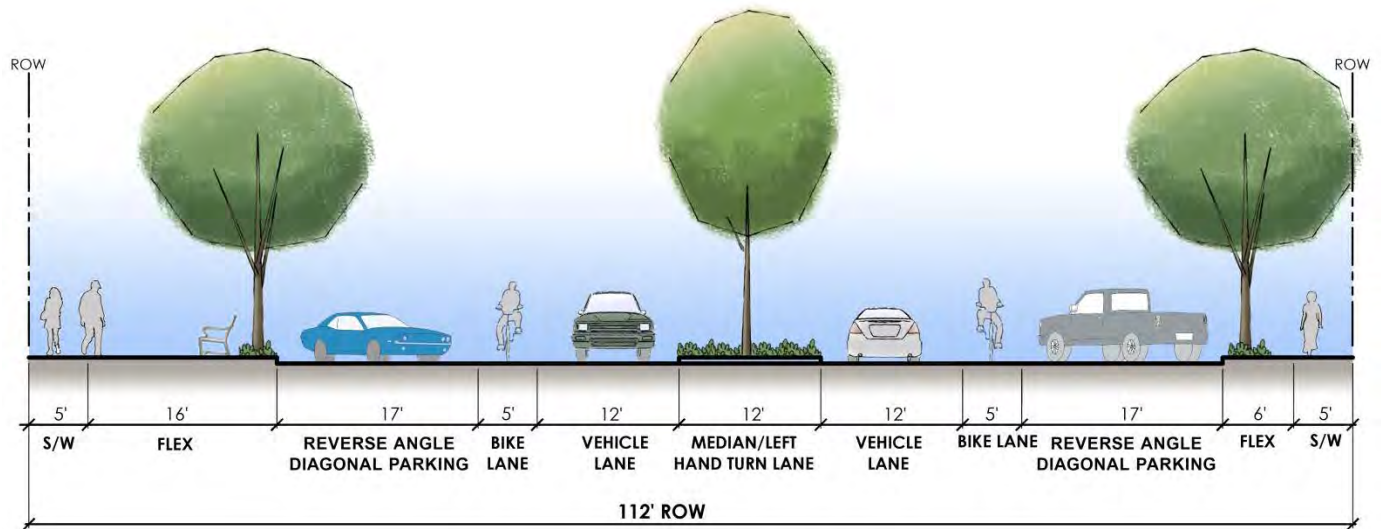 ROW
ROW
5' 16' 17' 5' 12' 12' 12' 5' 17' 6' 5'
S/W FLEX REVERSE ANGLE BIKE VEHICLE MEDIAN/LEFT VEHICLE BIKE LANE REVERSE ANGLE FLEX S/W
DIAGONAL PARKING LANE LANE HAND TURN LANE LANE DIAGONAL PARKING
112' ROW